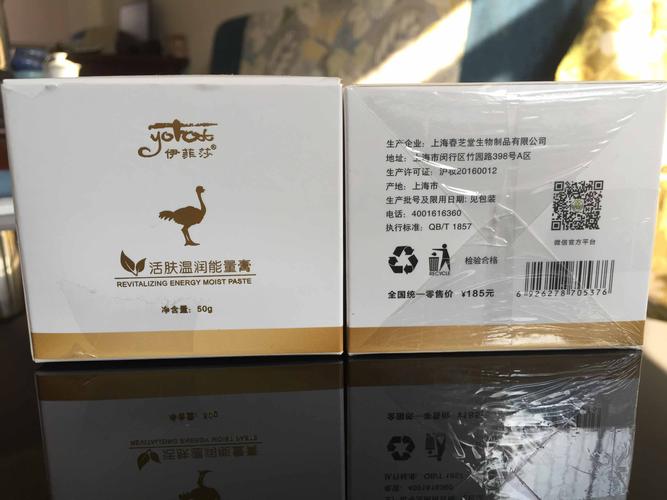 伊菲莎®
活肤温润能量膏
REVITALIZING ENERGY MOIST PASTE
净含量: 50g
生产企业: 上海春芝堂生物制品有限公司
地址: 上海市闵行区竹园路398号A区
生产许可证: 沪妆20160012
产地: 上海市
生产批号及限用日期: 见包装
电话: 4001616360
执行标准: QB/T 1857
微信官方平台
RECYCLE
检验合格
全国统一零售价 ¥185元
6 926278 705376